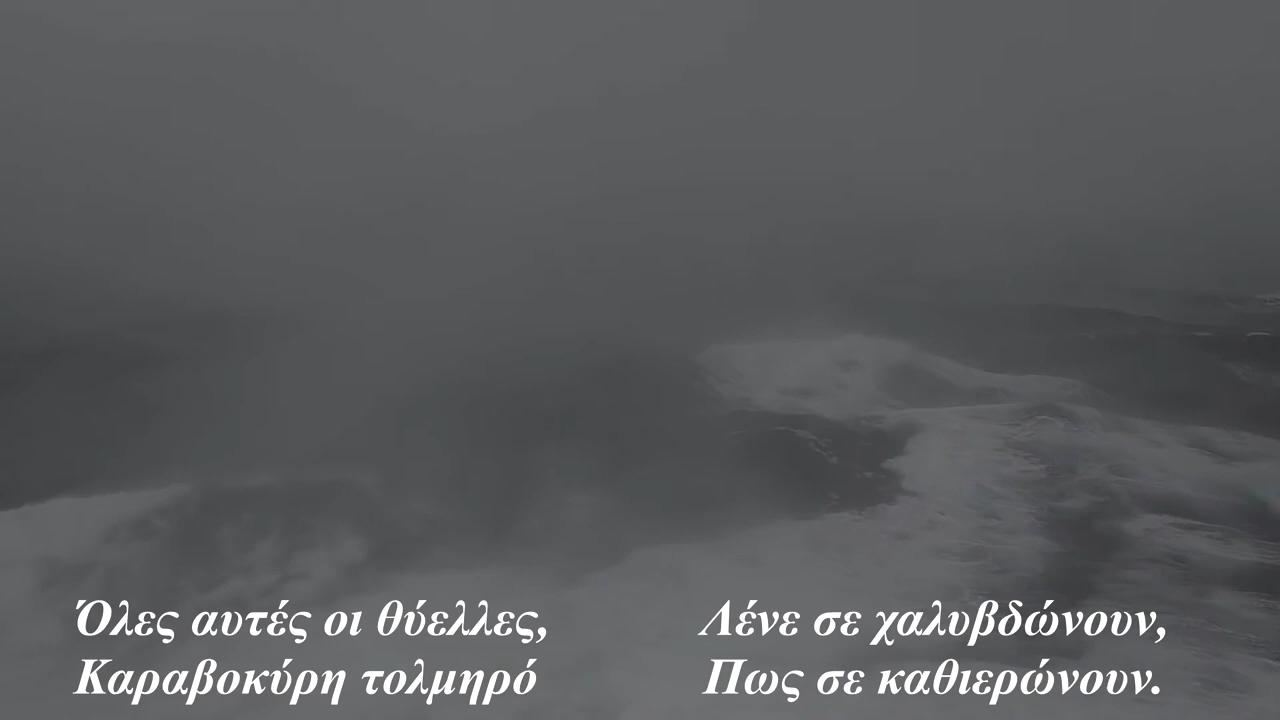 Όλες αυτές οι θύελλες,
Καραβοκύρη τολμηρό
Λένε σε χαλυβδώνουν,
Πως σε καθιερώνουν.